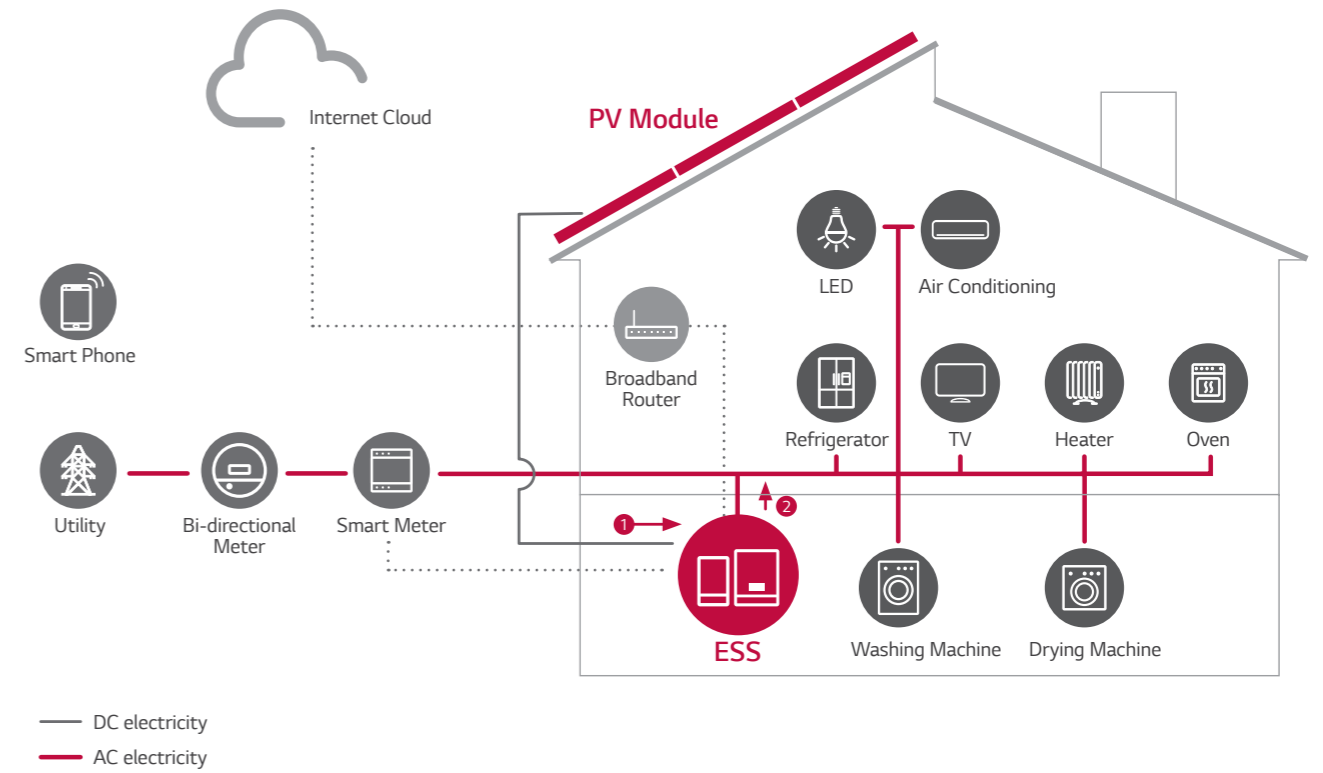 Internet Cloud
PV Module
LED
Air Conditioning
Smart Phone
Broadband
Router
Refrigerator
TV
Heater
Oven
Utility
Bi-directional
Meter
Smart Meter
1
2
ESS
Washing Machine
Drying Machine
DC electricity
AC electricity